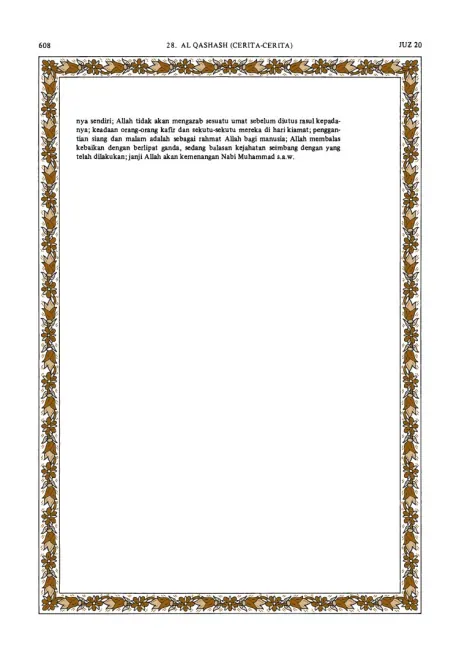 608
28. AL QASHASH (CERITA-CERITA)
JUZ 20
nya sendiri; Allah tidak akan mengazab sesuatu umat sebelum diutus rasul kepada-
nya; keadaan orang-orang kafir dan sekutu-sekutu mereka di hari kiamat; penggan-
tian siang dan malam adalah sebagai rahmat Allah bagi manusia; Allah membalas
kebaikan dengan berlipat ganda, sedang balasan kejahatan seimbang dengan yang
telah dilakukan; janji Allah akan kemenangan Nabi Muhammad s.a.w.